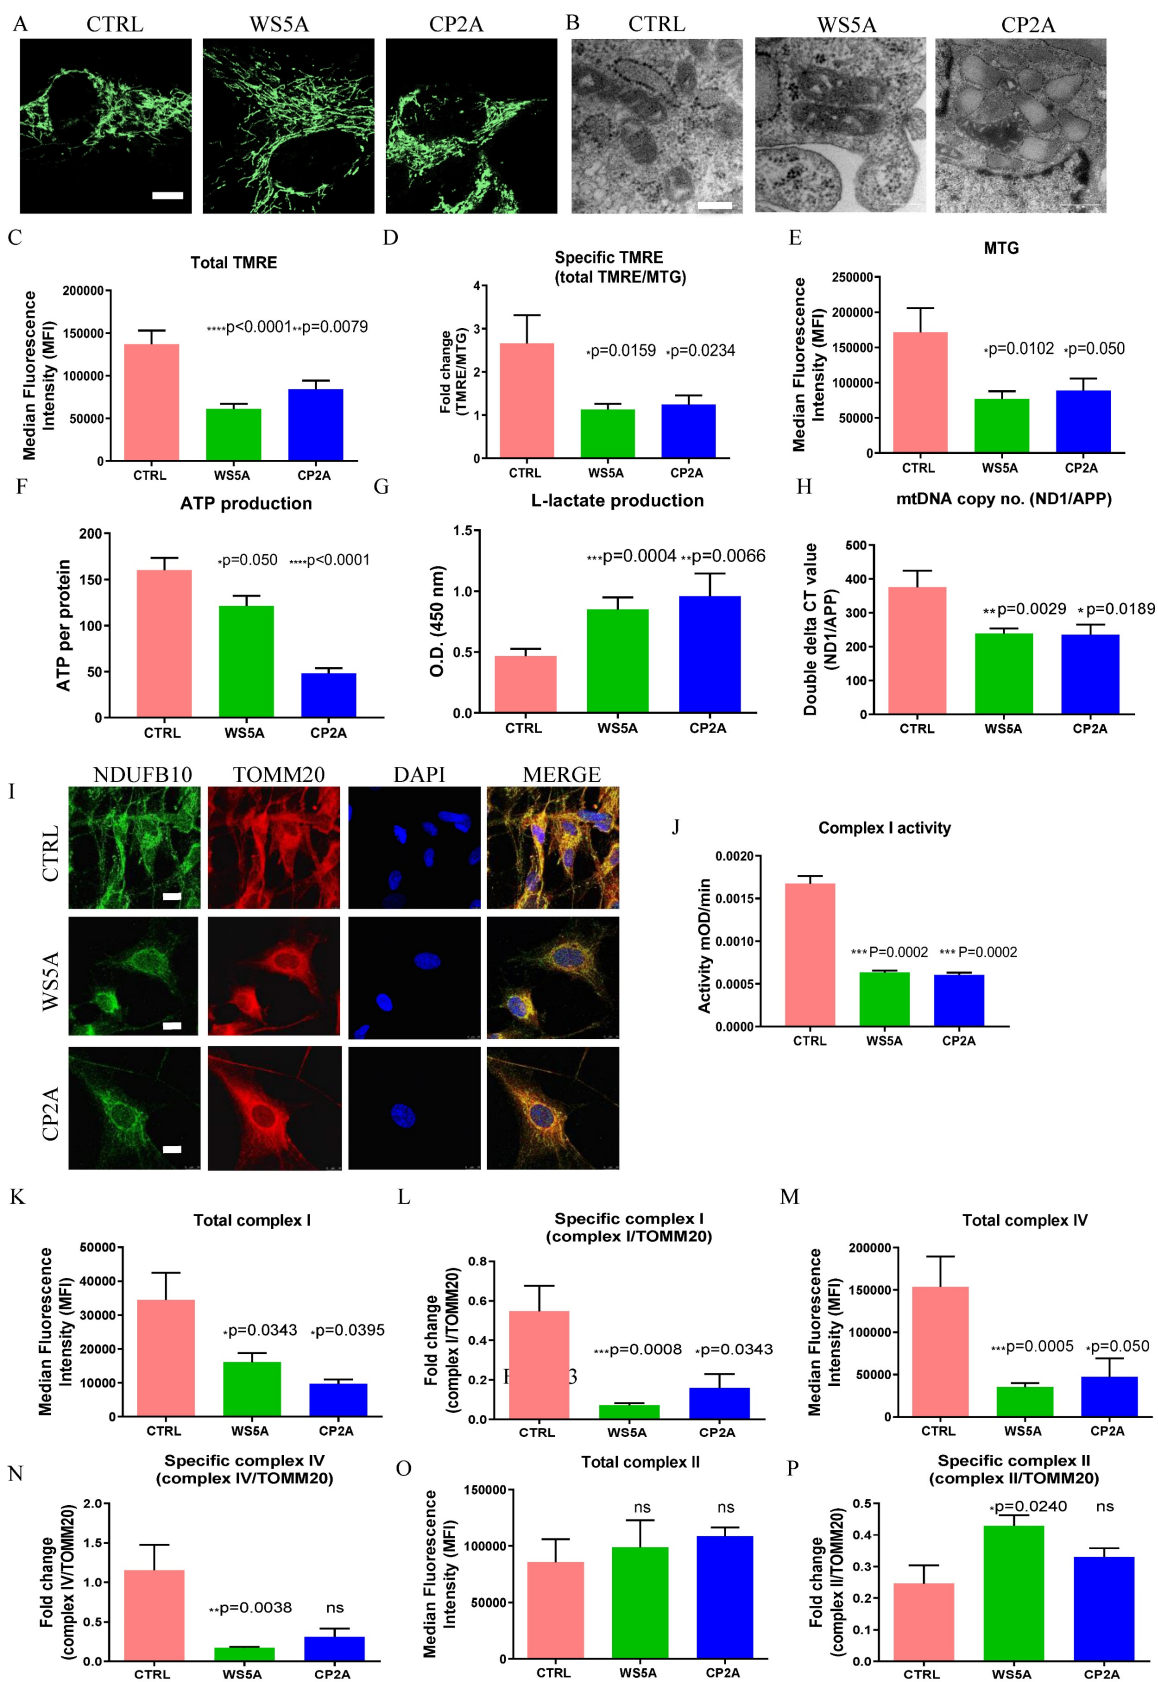 A CTRL WS5A CP2A B CTRL WS5A CP2A
C
Total TMRE
Median Fluorescence
Intensity (MFI)
200000
150000
100000
50000
0
****p<0.0001 **p=0.0079
CTRL WS5A CP2A
D
Specific TMRE
(total TMRE/MTG)
Fold change
(TMRE/MTG)
4
3
2
1
0
*p=0.0159 *p=0.0234
CTRL WS5A CP2A
E
MTG
Median Fluorescence
Intensity (MFI)
250000
200000
150000
100000
50000
0
*p=0.0102 *p=0.050
CTRL WS5A CP2A
F
ATP production
ATP per protein
200
150
100
50
0
*p=0.050 ****p<0.0001
CTRL WS5A CP2A
G
L-lactate production
O.D. (450 nm)
1.5
1.0
0.5
0.0
***p=0.0004 **p=0.0066
CTRL WS5A CP2A
H
mtDNA copy no. (ND1/APP)
Double delta CT value
(ND1/APP)
500
400
300
200
100
0
**p=0.0029 *p=0.0189
CTRL WS5A CP2A
I
NDUFB10 TOMM20 DAPI MERGE
CTRL
WS5A
CP2A
J
Complex I activity
Activity mOD/min
0.0020
0.0015
0.0010
0.0005
0.0000
***P=0.0002 ***P=0.0002
CTRL WS5A CP2A
K
Total complex I
Median Fluorescence
Intensity (MFI)
50000
40000
30000
20000
10000
0
*p=0.0343 *p=0.0395
CTRL WS5A CP2A
L
Specific complex I
(complex I/TOMM20)
Fold change
(complex I/TOMM20)
0.8
0.6
0.4
0.2
0.0
***p=0.0008 *p=0.0343
F 3
CTRL WS5A CP2A
M
Total complex IV
Median Fluorescence
Intensity (MFI)
200000
150000
100000
50000
0
***p=0.0005 *p=0.050
CTRL WS5A CP2A
N
Specific complex IV
(complex IV/TOMM20)
Fold change
(complex IV/TOMM20)
2.0
1.5
1.0
0.5
0.0
**p=0.0038 ns
CTRL WS5A CP2A
O
Total complex II
Median Fluorescence
Intensity (MFI)
150000
100000
50000
0
ns ns
CTRL WS5A CP2A
P
Specific complex II
(complex II/TOMM20)
Fold change
(complex II/TOMM20)
0.5
0.4
0.3
0.2
0.1
0.0
*p=0.0240 ns
CTRL WS5A CP2A